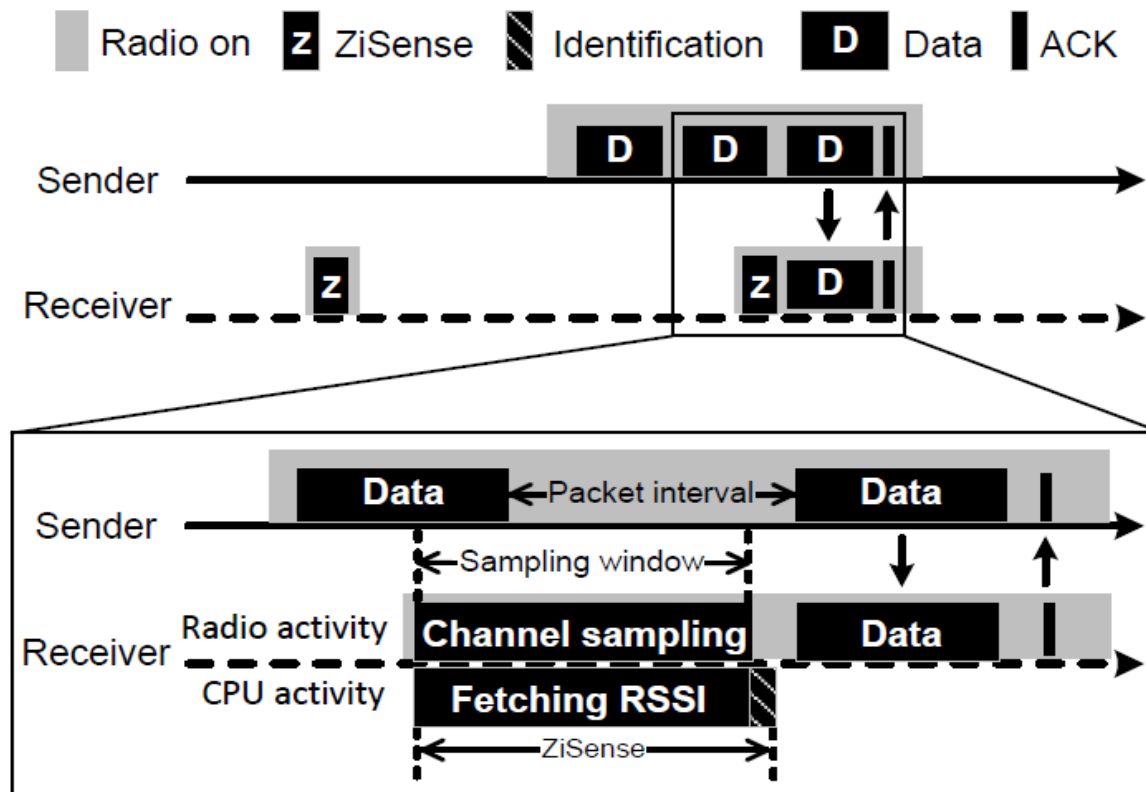 Radio on z ZiSense Identification D Data ACK
D D D
Sender
z z D
Receiver
Data Packet interval Data
Sender
Sampling window
Radio activity Channel sampling Data
Receiver
CPU activity Fetching RSSI
ZiSense